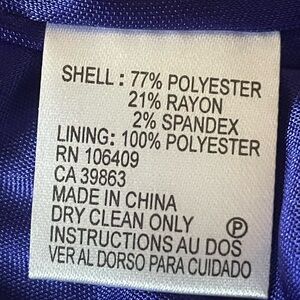 SHELL : 77% POLYESTER
21% RAYON
2% SPANDEX
LINING: 100% POLYESTER
RN 106409
CA 39863
MADE IN CHINA
DRY CLEAN ONLY Ⓟ
INSTRUCTIONS AU DOS
VER AL DORSO PARA CUIDADO